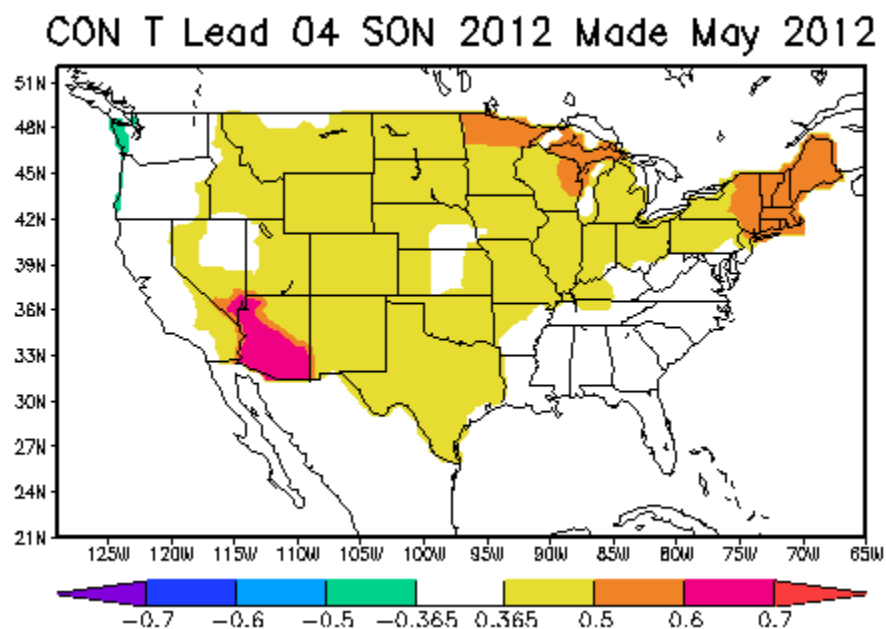 CON T Lead 04 SON 2012 Made May 2012
51N
48N
45N
42N
39N
36N
33N
30N
27N
24N
21N
125W 120W 115W 110W 105W 100W 95W 90W 85W 80W 75W 70W 65W
-0.7 -0.6 -0.5 -0.365 0.365 0.5 0.6 0.7